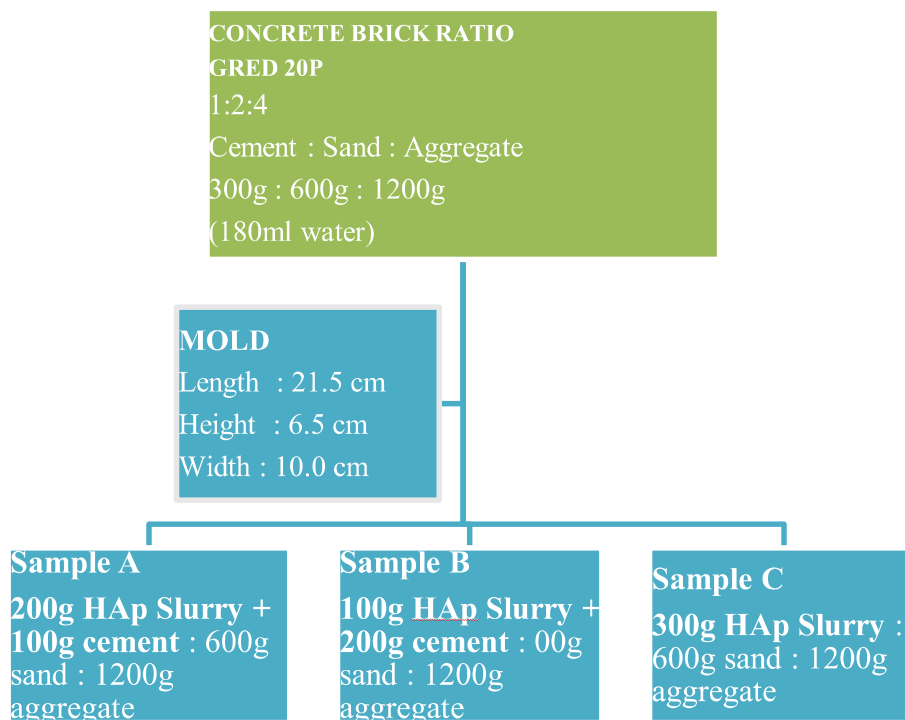 CONCRETE BRICK RATIO
GRED 20P
1:2:4
Cement : Sand : Aggregate
300g : 600g : 1200g
(180ml water)
MOLD
Length : 21.5 cm
Height : 6.5 cm
Width : 10.0 cm
Sample A
200g HAp Slurry +
100g cement : 600g
sand : 1200g
aggregate
Sample B
100g HAp Slurry +
200g cement : 00g
sand : 1200g
aggregate
Sample C
300g HAp Slurry :
600g sand : 1200g
aggregate